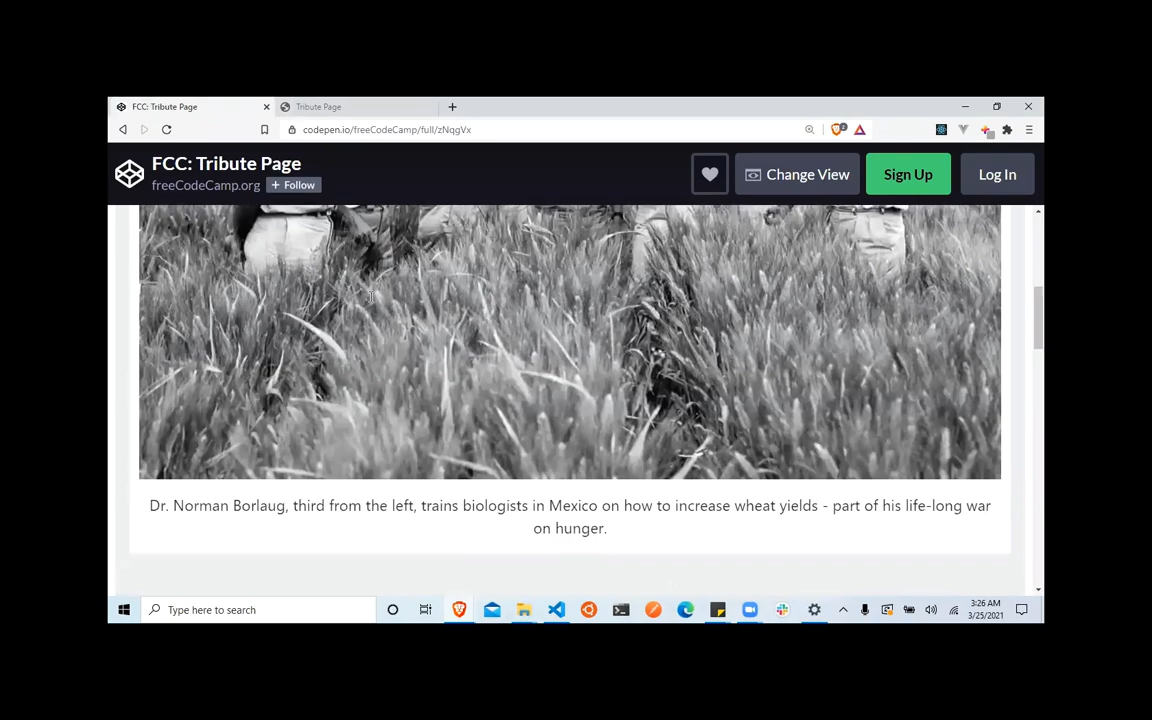 FCC: Tribute Page
Tribute Page
codepen.io/freeCodeCamp/full/zNqgVx
2
FCC: Tribute Page
freeCodeCamp.org
+ Follow
Change View
Sign Up
Log In
Dr. Norman Borlaug, third from the left, trains biologists in Mexico on how to increase wheat yields - part of his life-long war
on hunger.
Type here to search
3:26 AM
3/25/2021